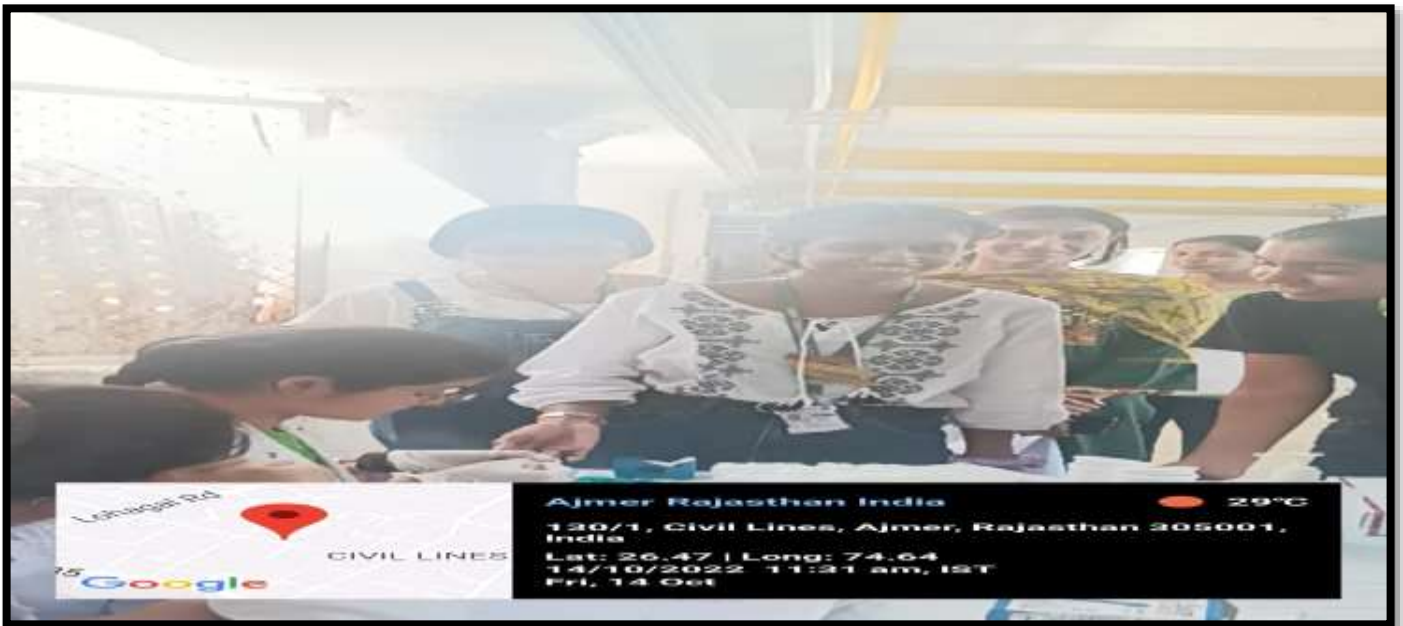 Lohagal Rd
CIVIL LINES
Google
Ajmer Rajasthan India
29°C
130/1, Civil Lines, Ajmer, Rajasthan 305001,
India
Lat: 26.47 | Long: 74.64
14/10/2022 11:31 am, IST
Fri, 14 Oct